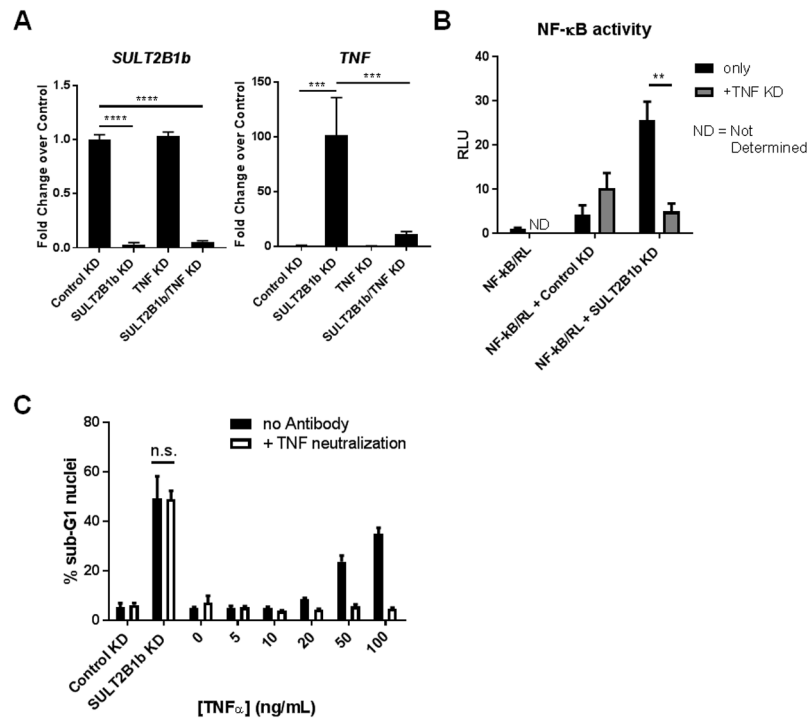 A
SULT2B1b
Fold Change over Control
1.5
1.0
0.5
0.0
****
****
Control KD
SULT2B1b KD
TNF KD
SULT2B1b/TNF KD
TNF
Fold Change over Control
150
100
50
0
***
***
Control KD
SULT2B1b KD
TNF KD
SULT2B1b/TNF KD
B
NF-κB activity
RLU
40
30
20
10
0
ND
**
only
+TNF KD
ND = Not
Determined
NF-kB/RL
NF-kB/RL + Control KD
NF-kB/RL + SULT2B1b KD
C
% sub-G1 nuclei
80
60
40
20
0
n.s.
no Antibody
+ TNF neutralization
Control KD
SULT2B1b KD
0
5
10
20
50
100
[TNFα] (ng/mL)